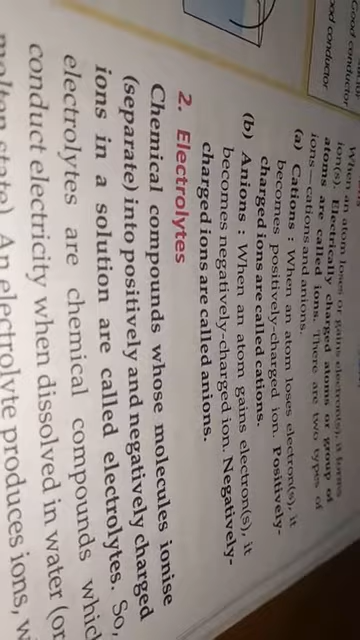 Good conductor
ood conductor
When an atom loses or gains electron(s), it forms
ion(s). Electrically charged atoms or group of
atoms are called ions. There are two types of
ions—cations and anions.
(a) Cations : When an atom loses electron(s), it
becomes positively-charged ion. Positively-
charged ions are called cations.
(b) Anions : When an atom gains electron(s), it
becomes negatively-charged ion. Negatively-
charged ions are called anions.
2. Electrolytes
Chemical compounds whose molecules ionise
(separate) into positively and negatively charged
ions in a solution are called electrolytes. So,
electrolytes are chemical compounds whic
conduct electricity when dissolved in water (or
molten state). An electrolyte produces ions, w